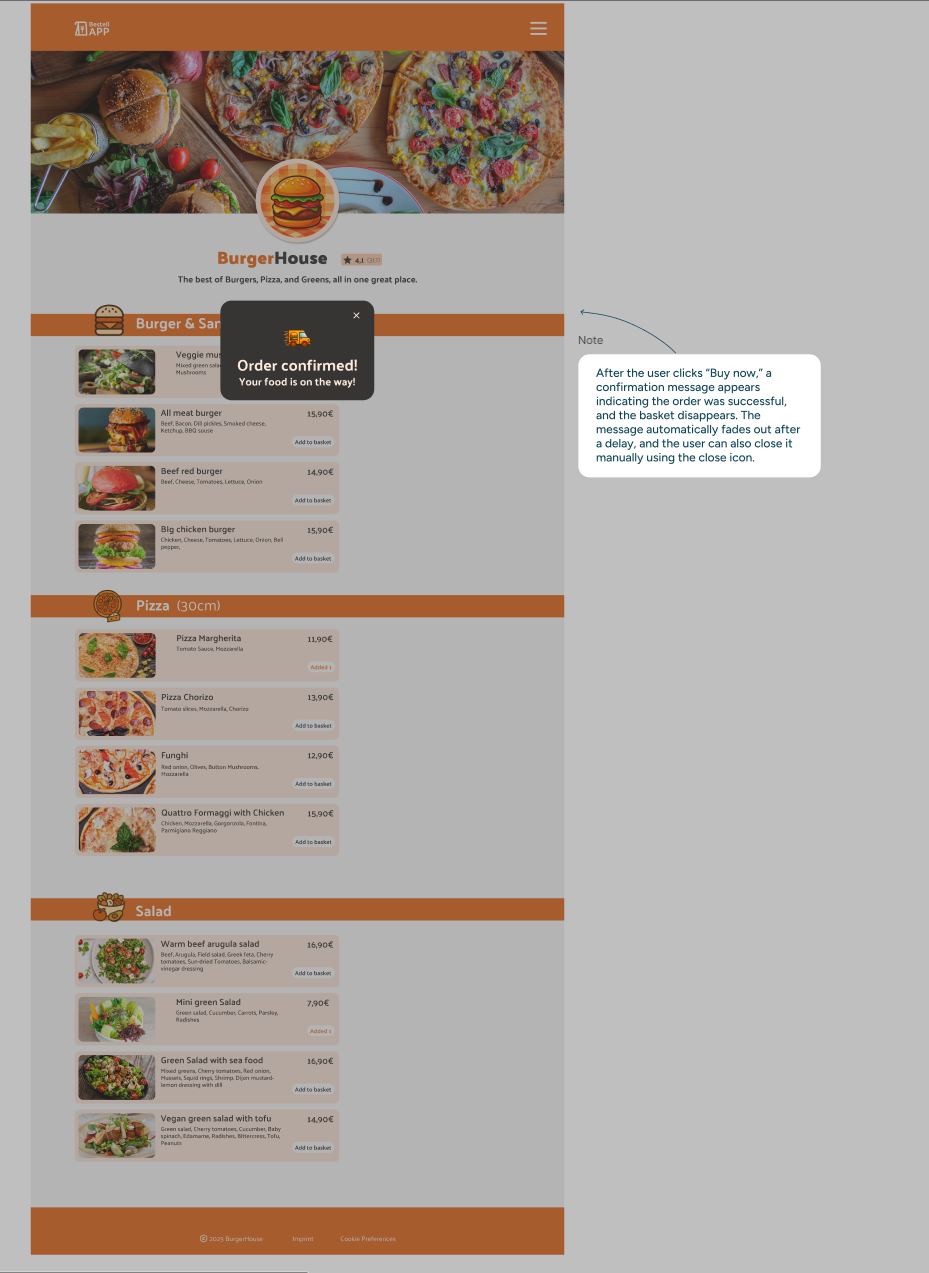 Bestell
APP
BurgerHouse
4,1
The best of Burgers, Pizza, and Greens, all in one great place.
Burger & San
×
Order confirmed!
Your food is on the way!
Note
After the user clicks “Buy now,” a
confirmation message appears
indicating the order was successful,
and the basket disappears. The
message automatically fades out after
a delay, and the user can also close it
manually using the close icon.
Veggie mus
Mixed green sala
Mushrooms
All meat burger 15,90€
Beef, Bacon, Dill pickles, Smoked cheese,
Ketchup, BBQ souse
Add to basket
Beef red burger 14,90€
Beef, Cheese, Tomatoes, Lettuce, Onion
Add to basket
BIg chicken burger 15,90€
Chicken, Cheese, Tomatoes, Lettuce, Onion, Bell
pepper,
Add to basket
Pizza (30cm)
Pizza Margherita 11,90€
Tomato Sauce, Mozzarella
Added 1
Pizza Chorizo 13,90€
Tomato slices, Mozzarella, Chorizo
Add to basket
Funghi 12,90€
Red onion, Olives, Button Mushrooms,
Mozzarella
Add to basket
Quattro Formaggi with Chicken 15,90€
Chicken, Mozzarella, Gorgonzola, Fontina,
Parmigiano Reggiano
Add to basket
Salad
Warm beef arugula salad 16,90€
Beef, Arugula, Field salad, Greek feta, Cherry
tomatoes, Sun-dried Tomatoes, Balsamic-
vinegar dressing
Add to basket
Mini green Salad 7,90€
Green salad, Cucumber, Carrots, Parsley,
Radishes
Added 1
Green Salad with sea food 16,90€
Mixed greens, Cherry tomatoes, Red onion,
Mussels, Squid rings, Shrimp, Dijon mustard-
lemon dressing with dill
Add to basket
Vegan green salad with tofu 14,90€
Green salad, Cherry tomatoes, Cucumber, Baby
spinach, Edamame, Radishes, Bittercress, Tofu,
Peanuts
Add to basket
© 2025 BurgerHouse Imprint Cookie Preferences